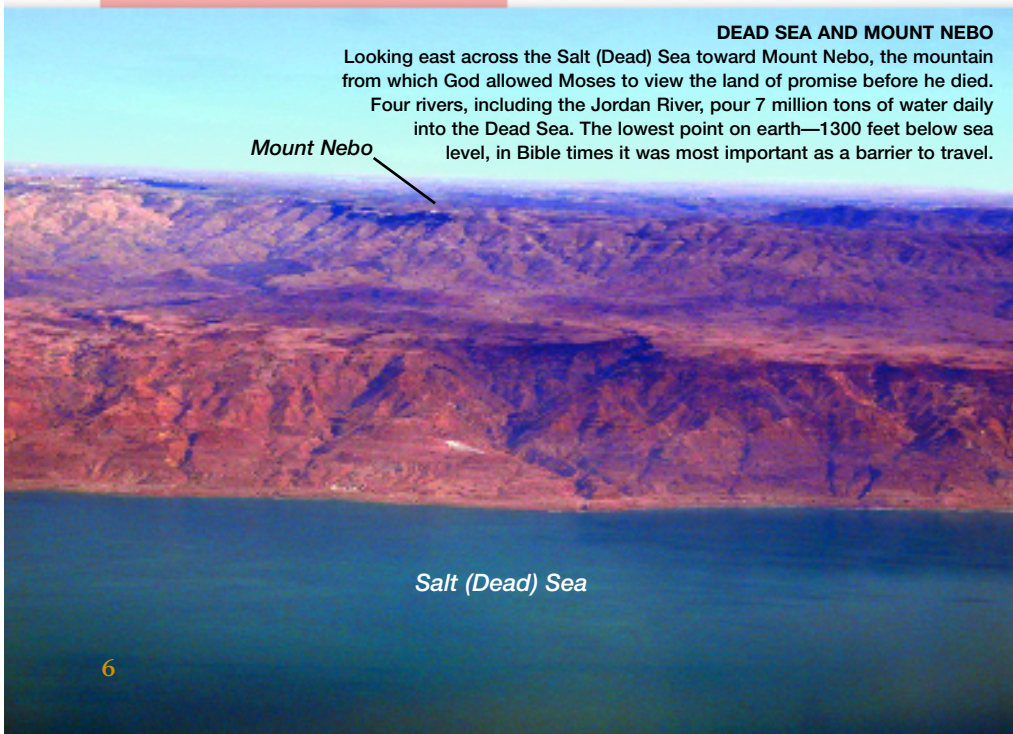 DEAD SEA AND MOUNT NEBO
Looking east across the Salt (Dead) Sea toward Mount Nebo, the mountain
from which God allowed Moses to view the land of promise before he died.
Four rivers, including the Jordan River, pour 7 million tons of water daily
into the Dead Sea. The lowest point on earth—1300 feet below sea
level, in Bible times it was most important as a barrier to travel.
Mount Nebo
Salt (Dead) Sea
6